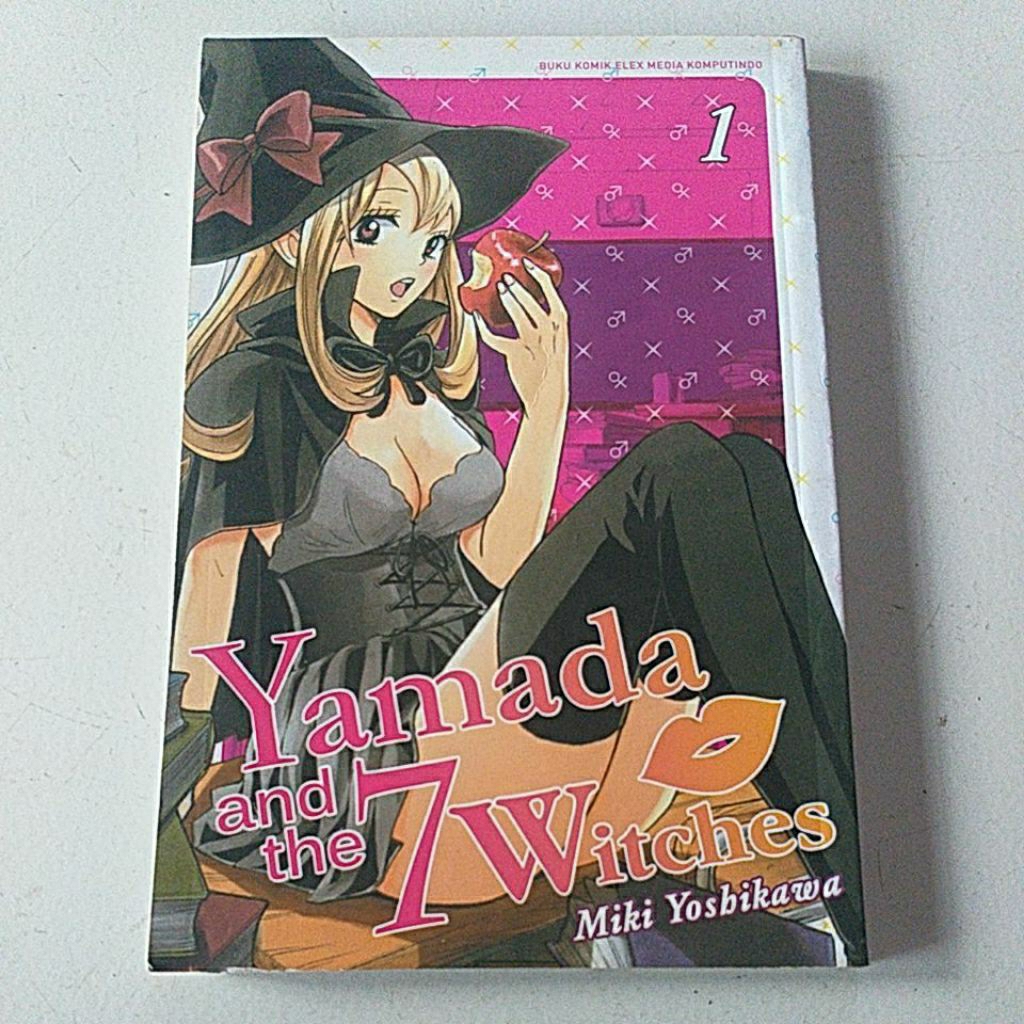 BUKU KOMIK ELEX MEDIA KOMPUTINDO
1
Yamada
and the 7 Witches
Miki Yoshikawa